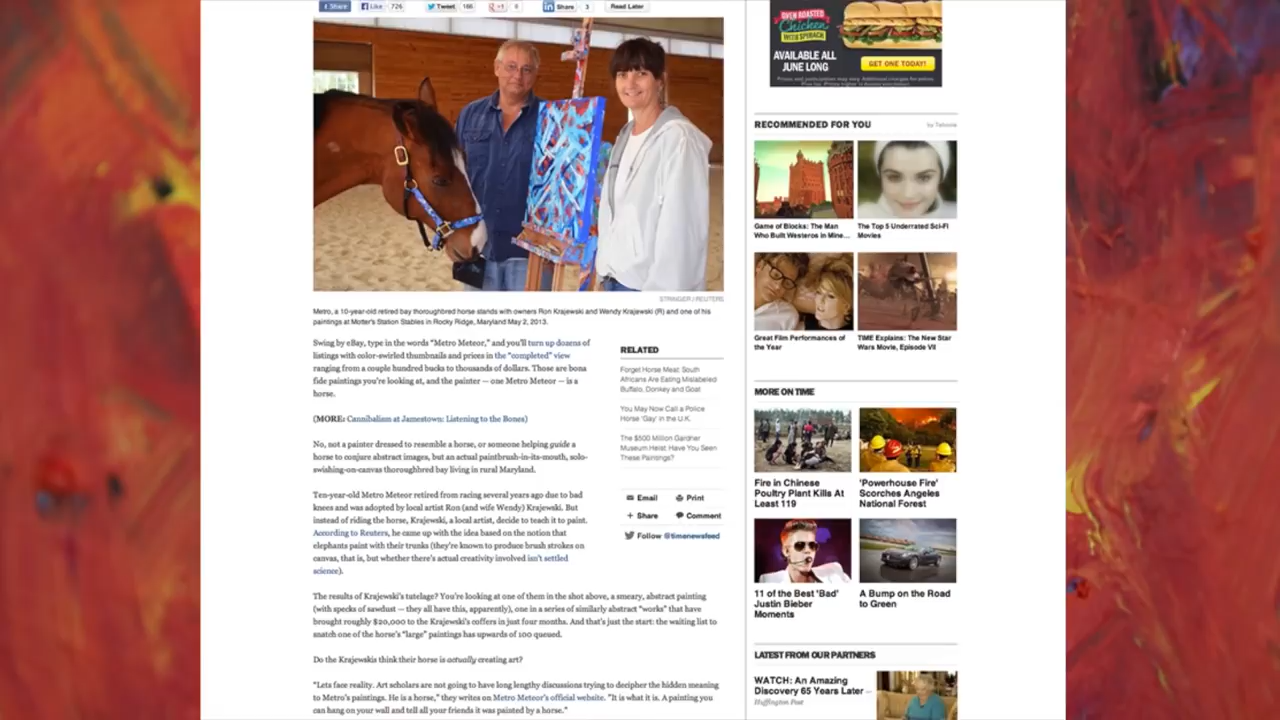 Share
Like
726
Tweet
186
+1
8
Share
3
Read Later
STRINGER / REUTERS
Metro, a 10-year-old retired bay thoroughbred horse stands with owners Ron Krajewski and Wendy Krajewski (R) and one of his
paintings at Motter's Station Stables in Rocky Ridge, Maryland May 2, 2013.
Swing by eBay, type in the words “Metro Meteor,” and you’ll turn up dozens of
listings with color-swirled thumbnails and prices in the “completed” view
ranging from a couple hundred bucks to thousands of dollars. Those are bona
fide paintings you’re looking at, and the painter — one Metro Meteor — is a
horse.
(MORE: Cannibalism at Jamestown: Listening to the Bones)
No, not a painter dressed to resemble a horse, or someone helping guide a
horse to conjure abstract images, but an actual paintbrush-in-its-mouth, solo-
swishing-on-canvas thoroughbred bay living in rural Maryland.
Ten-year-old Metro Meteor retired from racing several years ago due to bad
knees and was adopted by local artist Ron (and wife Wendy) Krajewski. But
instead of riding the horse, Krajewski, a local artist, decide to teach it to paint.
According to Reuters, he came up with the idea based on the notion that
elephants paint with their trunks (they’re known to produce brush strokes on
canvas, that is, but whether there’s actual creativity involved isn’t settled
science).
RELATED
Forget Horse Meat: South
Africans Are Eating Mislabeled
Buffalo, Donkey and Goat
You May Now Call a Police
Horse ‘Gay’ in the U.K.
The $500 Million Gardner
Museum Heist: Have You Seen
These Paintings?
Email
Print
Share
Comment
Follow @timenewsfeed
The results of Krajewski’s tutelage? You’re looking at one of them in the shot above, a smeary, abstract painting
(with specks of sawdust — they all have this, apparently), one in a series of similarly abstract “works” that have
brought roughly $20,000 to the Krajewski’s coffers in just four months. And that’s just the start: the waiting list to
snatch one of the horse’s “large” paintings has upwards of 100 queued.
Do the Krajewskis think their horse is actually creating art?
“Lets face reality. Art scholars are not going to have long lengthy discussions trying to decipher the hidden meaning
to Metro’s paintings. He is a horse,” they writes on Metro Meteor’s official website. “It is what it is. A painting you
can hang on your wall and tell all your friends it was painted by a horse.”
OVEN ROASTED
Chicken
WITH SPINACH
AVAILABLE ALL
JUNE LONG
GET ONE TODAY!
RECOMMENDED FOR YOU
by Taboola
Game of Blocks: The Man
Who Built Westeros in Mine...
The Top 5 Underrated Sci-Fi
Movies
Great Film Performances of
the Year
TIME Explains: The New Star
Wars Movie, Episode VII
MORE ON TIME
Fire in Chinese
Poultry Plant Kills At
Least 119
'Powerhouse Fire'
Scorches Angeles
National Forest
11 of the Best 'Bad'
Justin Bieber
Moments
A Bump on the Road
to Green
LATEST FROM OUR PARTNERS
WATCH: An Amazing
Discovery 65 Years Later –
Huffington Post